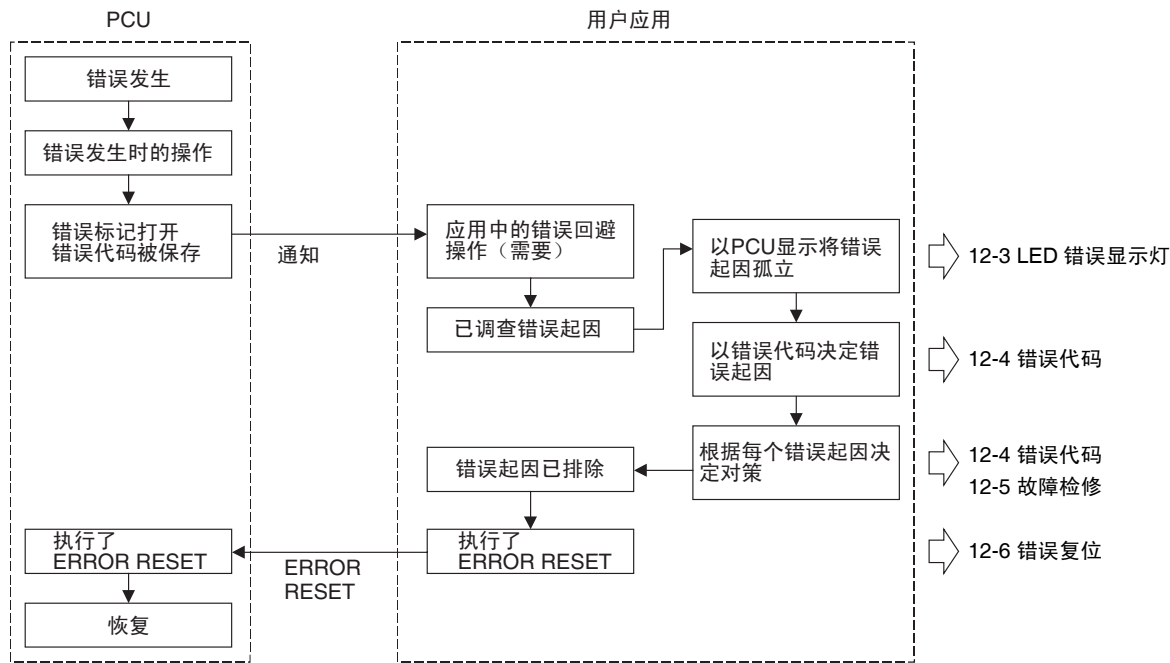 PCU
用户应用
错误发生
错误发生时的操作
错误标记打开
错误代码被保存
通知
应用中的错误回避
操作（需要）
已调查错误起因
以PCU显示将错误
起因孤立
12-3 LED 错误显示灯
以错误代码决定错
误起因
12-4 错误代码
根据每个错误起因决
定对策
12-4 错误代码
12-5 故障检修
错误起因已排除
执行了
ERROR RESET
12-6 错误复位
ERROR
RESET
执行了
ERROR RESET
恢复